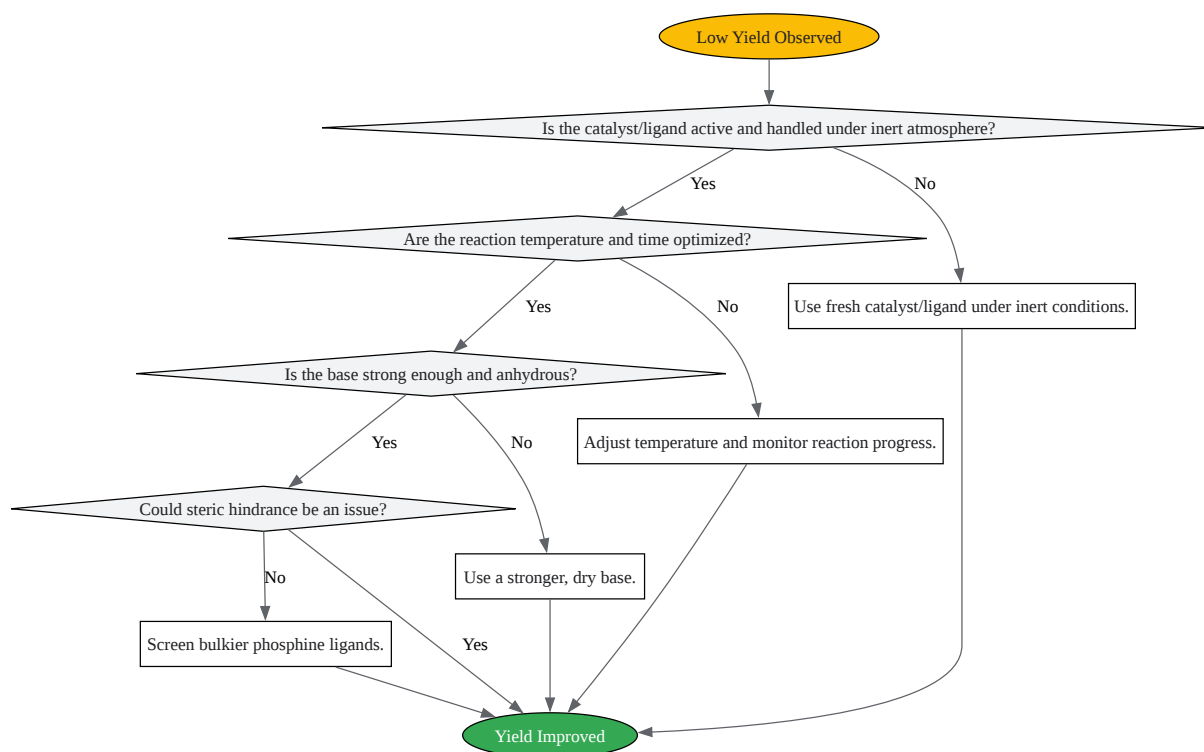 Low Yield Observed
Is the catalyst/ligand active and handled under inert atmosphere?
Yes
No
Are the reaction temperature and time optimized?
Use fresh catalyst/ligand under inert conditions.
Yes
No
Is the base strong enough and anhydrous?
Adjust temperature and monitor reaction progress.
Yes
No
Could steric hindrance be an issue?
Use a stronger, dry base.
No
Yes
Screen bulkier phosphine ligands.
Yield Improved